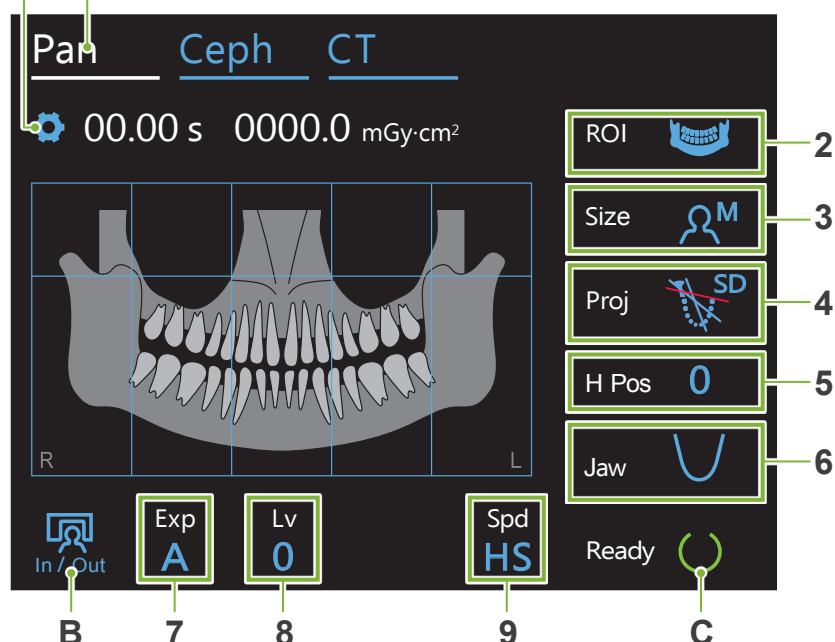 Pan Ceph CT
00.00 s 0000.0 mGy·cm²
ROI
2
Size M
3
Proj SD
4
H Pos 0
5
Jaw
6
R L
Exp Lv Spd
A 0 HS
In / Out
Ready
B 7 8 9 C